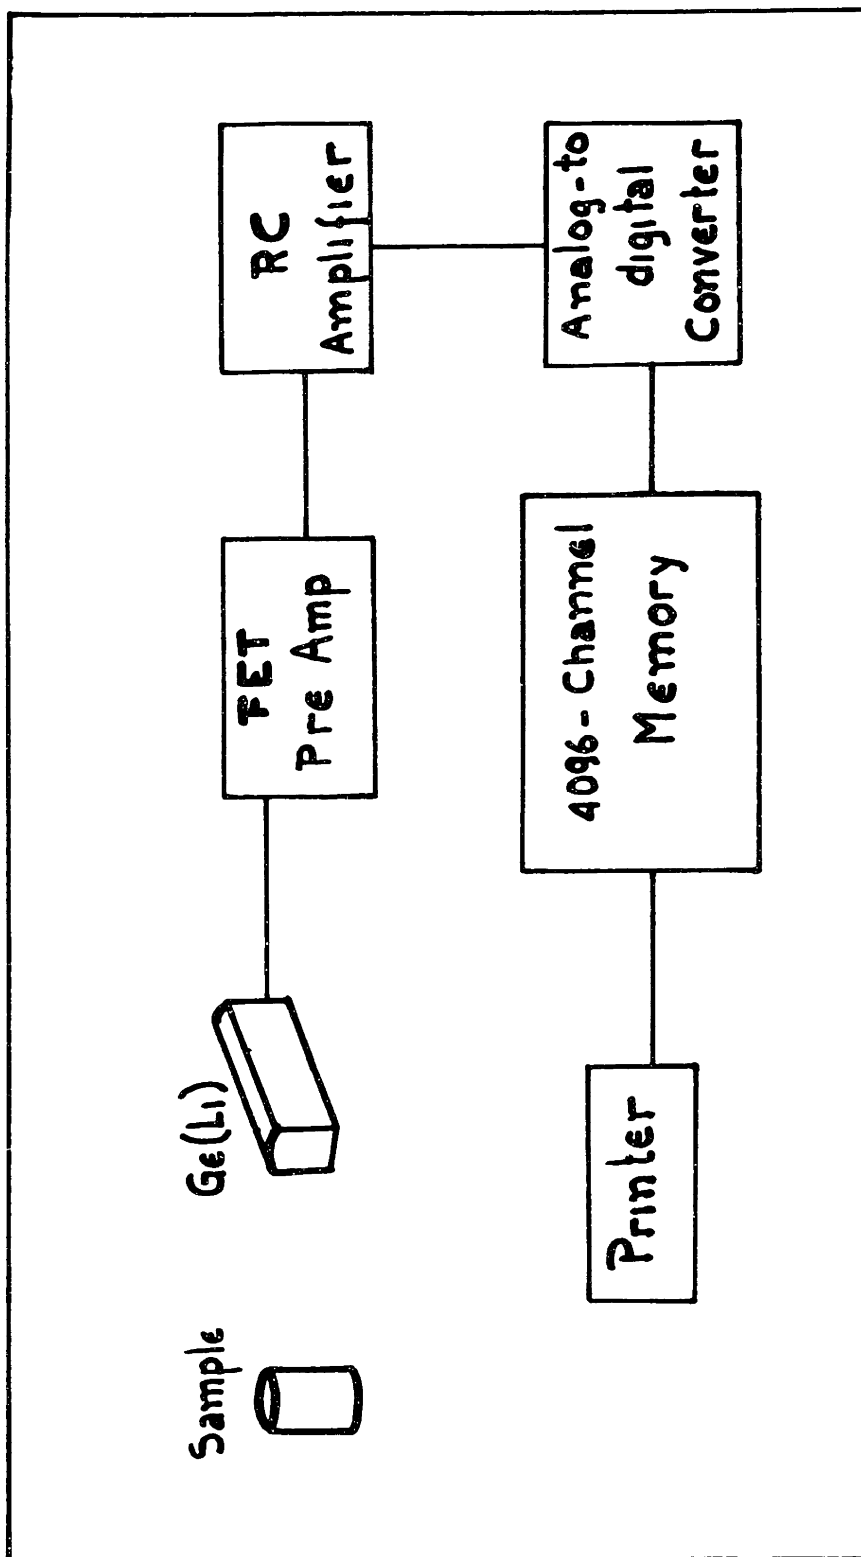 Sample
Ge(Li)
FET
Pre Amp
RC
Amplifier
Analog-to
digital
Converter
4096-Channel
Memory
Printer